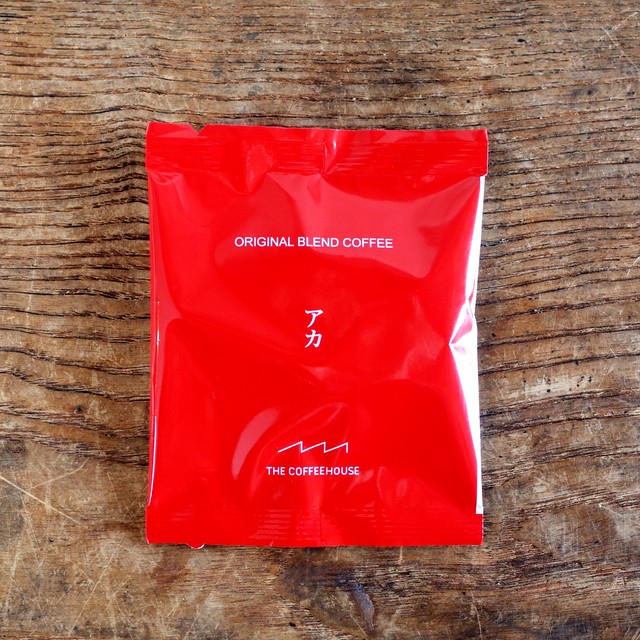 ORIGINAL BLEND COFFEE
アカ
THE COFFEEHOUSE